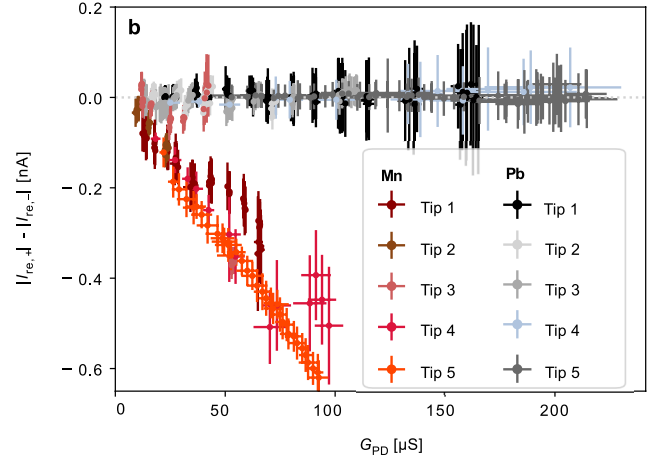 b
0.2
0.0
− 0.2
− 0.4
− 0.6
|I_re,+| - |I_re,−| [nA]
Mn
Pb
Tip 1
Tip 1
Tip 2
Tip 2
Tip 3
Tip 3
Tip 4
Tip 4
Tip 5
Tip 5
0
50
100
150
200
G_PD [µS]